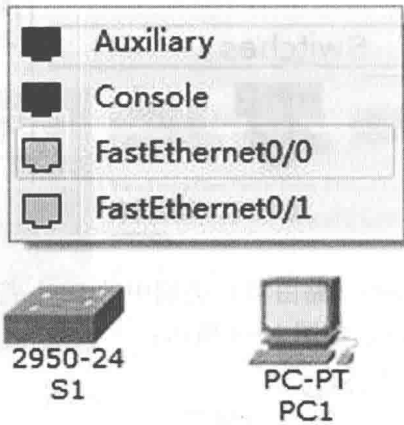 Auxiliary
Console
FastEthernet0/0
FastEthernet0/1
2950-24
S1
PC-PT
PC1